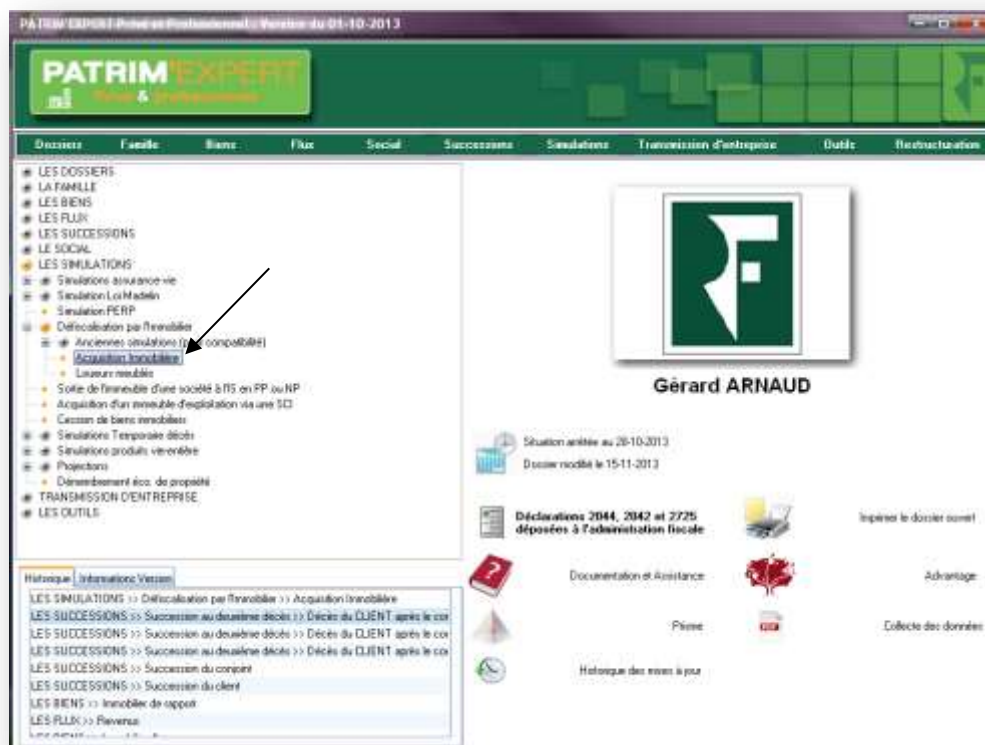 PATRIM'EXPERT Privé et Professionnel - Version du 01-10-2013
PATRIM'EXPERT
Privé & Professionnel
Dossiers Famille Biens Flux Social Successions Simulations Transmission d'entreprise Outils Restructuration
LES DOSSIERS
LA FAMILLE
LES BIENS
LES FLUX
LES SUCCESSIONS
LE SOCIAL
LES SIMULATIONS
Simulations assurance vie
Simulation Loi Madelin
Simulation PERP
Défiscalisation par l'immobilier
Anciennes simulations (pour compatibilité)
Acquisition Immobilière
Loueurs meublés
Sortie de l'immeuble d'une société à l'IS en PP ou NP
Acquisition d'un immeuble d'exploitation via une SCI
Cession de biens immobiliers
Simulations Temporaire décès
Simulations produits vie-entière
Projections
Démembrement éco. de propriété
TRANSMISSION D'ENTREPRISE
LES OUTILS
Gérard ARNAUD
Situation arrêtée au 28-10-2013
Dossier modifié le 15-11-2013
Déclarations 2044, 2042 et 2725
déposées à l'administration fiscale
Imprimer le dossier ouvert
Documentation et Assistance
Advantage
Prisme
Collecte des données
Historique des mises à jour
Historique Informations Version
LES SIMULATIONS >> Défiscalisation par l'immobilier >> Acquisition Immobilière
LES SUCCESSIONS >> Succession au deuxième décès >> Décès du CLIENT après le con
LES SUCCESSIONS >> Succession au deuxième décès >> Décès du CLIENT après le con
LES SUCCESSIONS >> Succession au deuxième décès >> Décès du CLIENT après le con
LES SUCCESSIONS >> Succession du conjoint
LES SUCCESSIONS >> Succession du client
LES BIENS >> Immobilier de rapport
LES FLUX >> Revenus